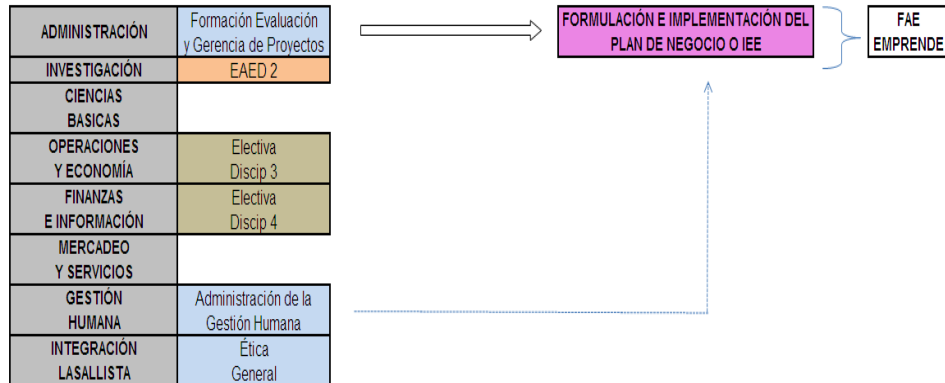 ADMINISTRACIÓN
Formación Evaluación
y Gerencia de Proyectos
FORMULACIÓN E IMPLEMENTACIÓN DEL
PLAN DE NEGOCIO O IEE
FAE
EMPRENDE
INVESTIGACIÓN
EAED 2
CIENCIAS
BASICAS
OPERACIONES
Y ECONOMÍA
Electiva
Discip 3
FINANZAS
E INFORMACIÓN
Electiva
Discip 4
MERCADEO
Y SERVICIOS
GESTIÓN
HUMANA
Administración de la
Gestión Humana
INTEGRACIÓN
LASALLISTA
Ética
General